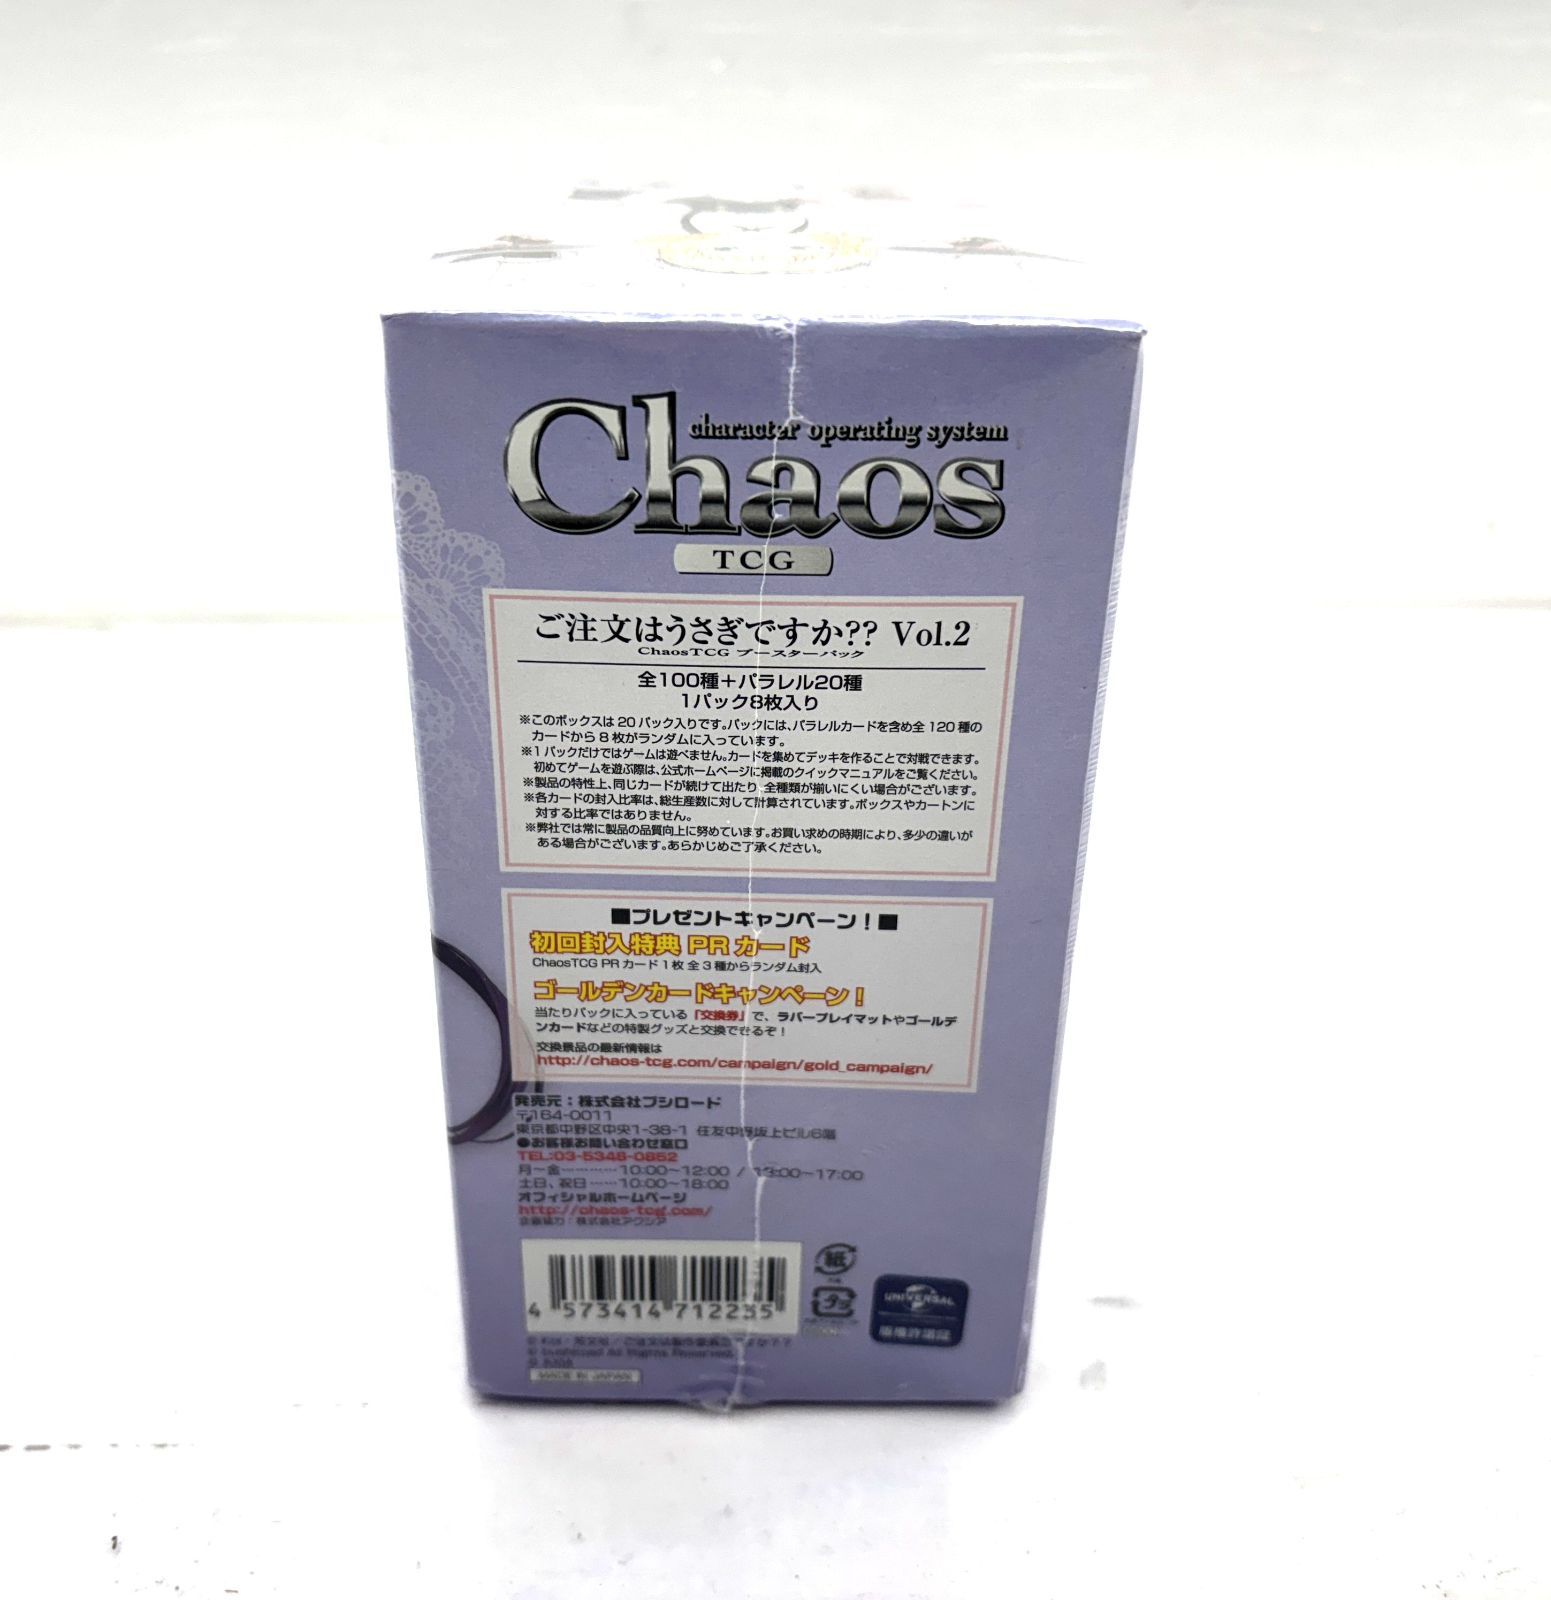 character operating system
Chaos
TCG
ご注文はうさぎですか?? Vol.2
ChaosTCG ブースターパック
全100種＋パラレル20種
1パック8枚入り
※このボックスは20パック入りです。パックには、パラレルカードを含め全120種の
カードから8枚がランダムに入っています。
※1パックだけではゲームは遊べません。カードを集めてデッキを作ることで対戦できます。
初めてゲームを遊ぶ際は、公式ホームページに掲載のクイックマニュアルをご覧ください。
※製品の特性上、同じカードが続けて出たり、全種類が揃いにくい場合がございます。
※各カードの封入比率は、総生産数に対して計算されています。ボックスやカートンに
対する比率ではありません。
※弊社では常に製品の品質向上に努めています。お買い求めの時期により、多少の違いが
ある場合がございます。あらかじめご了承ください。
■プレゼントキャンペーン！■
初回封入特典 PRカード
ChaosTCG PRカード1枚 全3種からランダム封入
ゴールデンカードキャンペーン！
当たりパックに入っている「交換券」で、ラバープレイマットやゴールデ
ンカードなどの特製グッズと交換できるぞ！
交換景品の最新情報は
http://chaos-tcg.com/campaign/gold_campaign/
発売元：株式会社ブシロード
〒164-0011
東京都中野区中央1-38-1 住友中野坂上ビル6階
●お客様お問い合わせ窓口
TEL:03-5348-0852
月～金…………10:00～12:00 / 13:00～17:00
土日、祝日……10:00～18:00
オフィシャルホームページ
http://chaos-tcg.com/
企画協力：株式会社アクシア
紙
プラ
4 573414 712235
UNIVERSAL
版権許諾証
MADE IN JAPAN